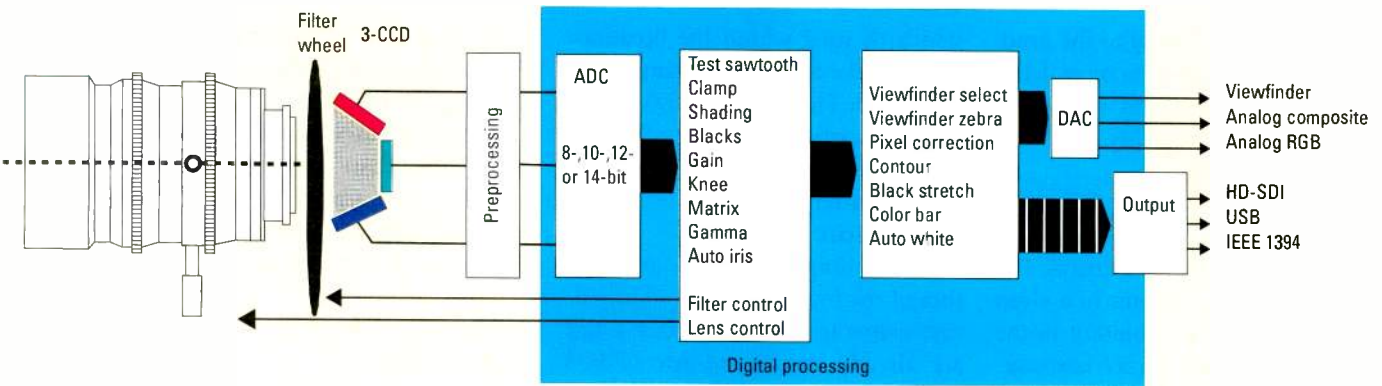 Filter
wheel
3-CCD
Preprocessing
ADC
8-,10-,12-
or 14-bit
Test sawtooth
Clamp
Shading
Blacks
Gain
Knee
Matrix
Gamma
Auto iris
Filter control
Lens control
Viewfinder select
Viewfinder zebra
Pixel correction
Contour
Black stretch
Color bar
Auto white
DAC
Viewfinder
Analog composite
Analog RGB
Output
HD-SDI
USB
IEEE 1394
Digital processing